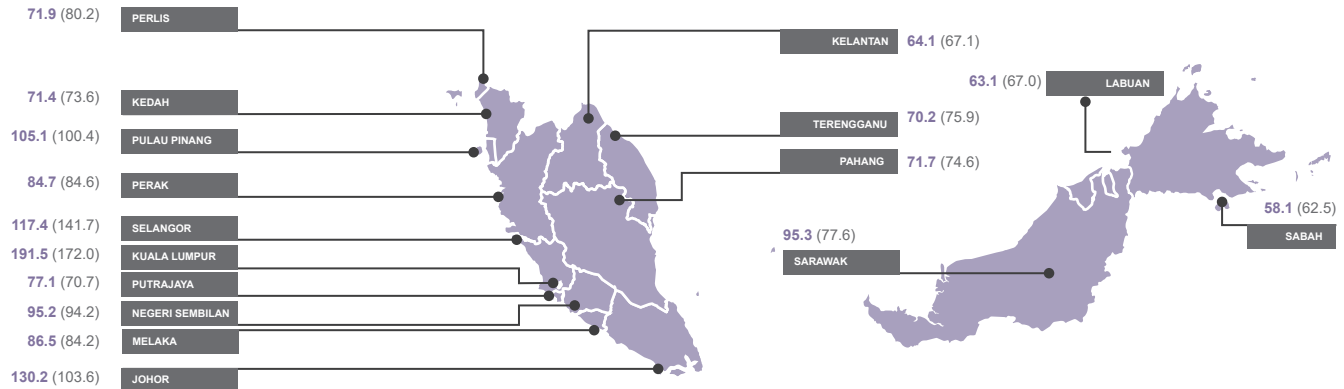 71.9 (80.2) PERLIS
71.4 (73.6) KEDAH
105.1 (100.4) PULAU PINANG
84.7 (84.6) PERAK
117.4 (141.7) SELANGOR
191.5 (172.0) KUALA LUMPUR
77.1 (70.7) PUTRAJAYA
95.2 (94.2) NEGERI SEMBILAN
86.5 (84.2) MELAKA
130.2 (103.6) JOHOR
KELANTAN 64.1 (67.1)
TERENGGANU 70.2 (75.9)
PAHANG 71.7 (74.6)
63.1 (67.0) LABUAN
58.1 (62.5)
SABAH
95.3 (77.6)
SARAWAK